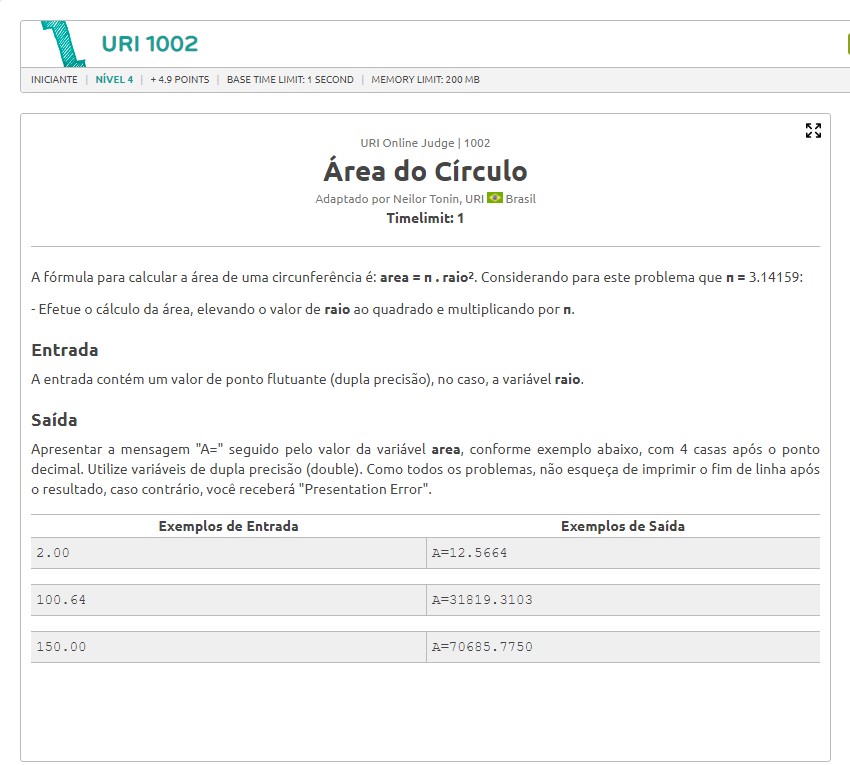 URI 1002
INICIANTE | NÍVEL 4 | + 4.9 POINTS | BASE TIME LIMIT: 1 SECOND | MEMORY LIMIT: 200 MB
URI Online Judge | 1002
Área do Círculo
Adaptado por Neilor Tonin, URI Brasil
Timelimit: 1
A fórmula para calcular a área de uma circunferência é: area = n . raio². Considerando para este problema que n = 3.14159:
- Efetue o cálculo da área, elevando o valor de raio ao quadrado e multiplicando por n.
Entrada
A entrada contém um valor de ponto flutuante (dupla precisão), no caso, a variável raio.
Saída
Apresentar a mensagem "A=" seguido pelo valor da variável area, conforme exemplo abaixo, com 4 casas após o ponto
decimal. Utilize variáveis de dupla precisão (double). Como todos os problemas, não esqueça de imprimir o fim de linha após
o resultado, caso contrário, você receberá "Presentation Error".
Exemplos de Entrada Exemplos de Saída
2.00 A=12.5664
100.64 A=31819.3103
150.00 A=70685.7750